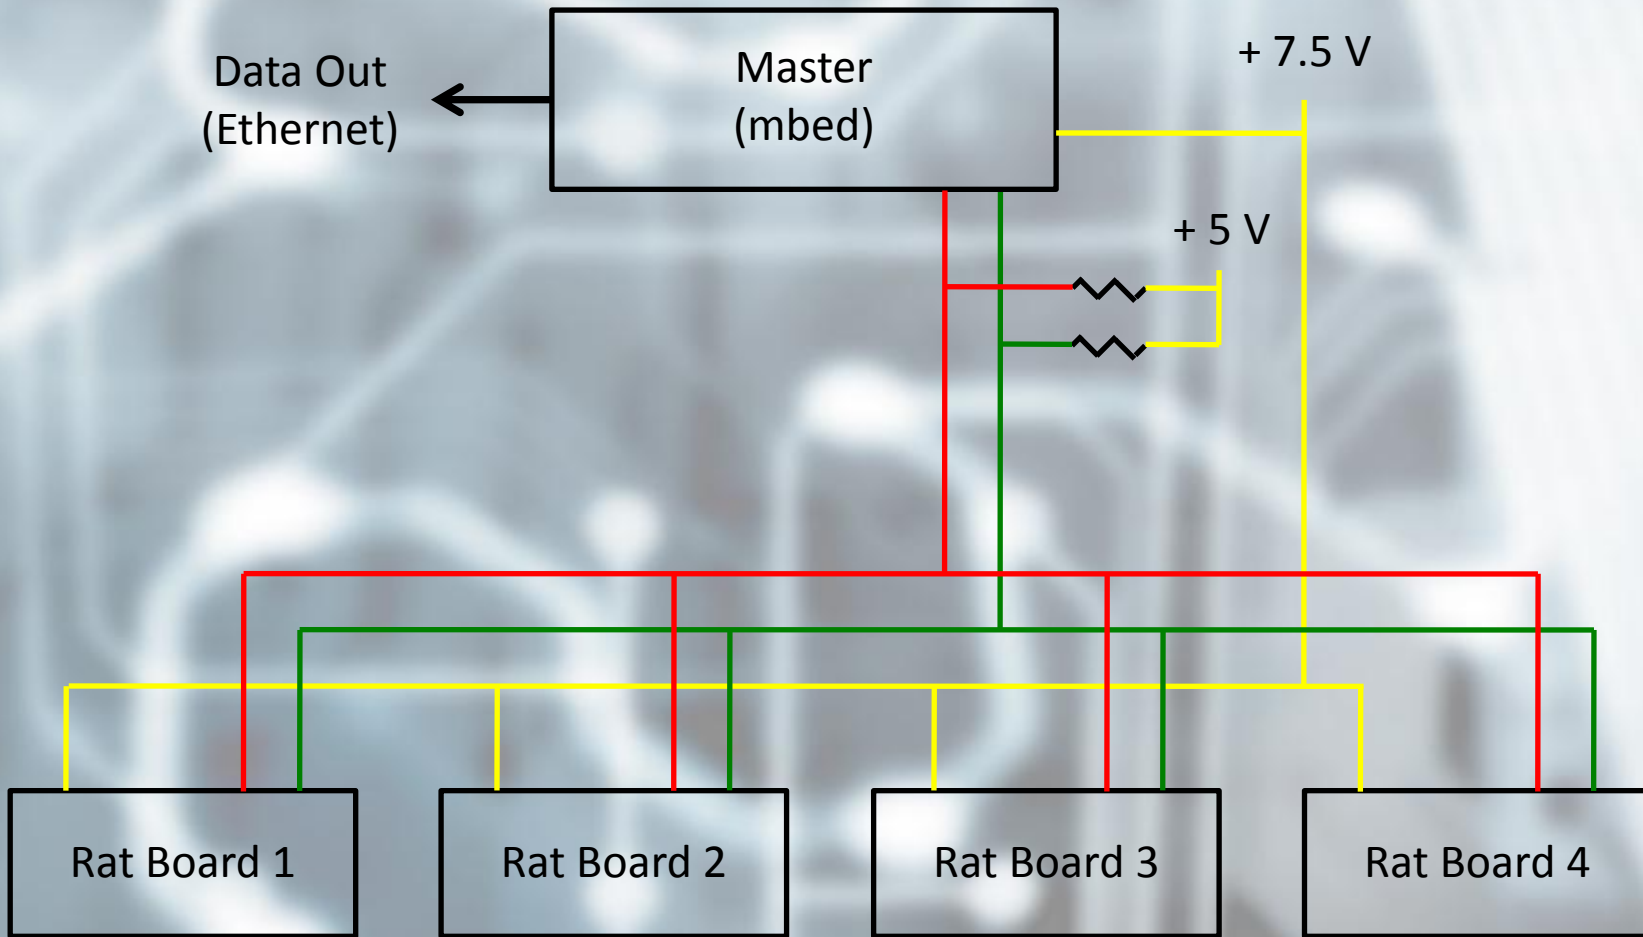 Data Out
(Ethernet)
Master
(mbed)
+ 7.5 V
+ 5 V
Rat Board 1
Rat Board 2
Rat Board 3
Rat Board 4